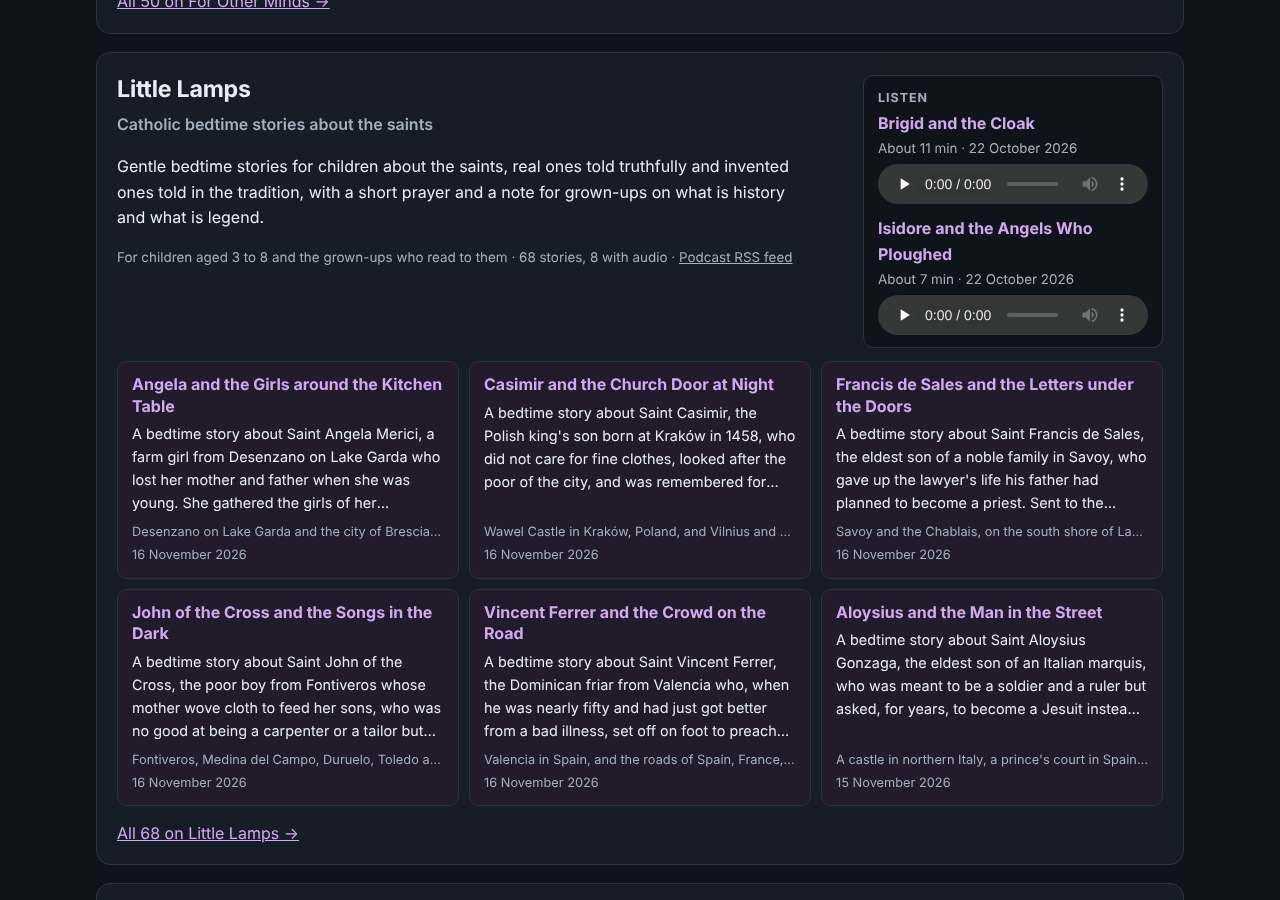 All 50 on For Other Minds →
Little Lamps
Catholic bedtime stories about the saints
Gentle bedtime stories for children about the saints, real ones told truthfully and invented
ones told in the tradition, with a short prayer and a note for grown-ups on what is history
and what is legend.
For children aged 3 to 8 and the grown-ups who read to them · 68 stories, 8 with audio · Podcast RSS feed
LISTEN
Brigid and the Cloak
About 11 min · 22 October 2026
0:00 / 0:00
Isidore and the Angels Who
Ploughed
About 7 min · 22 October 2026
0:00 / 0:00
Angela and the Girls around the Kitchen
Table
A bedtime story about Saint Angela Merici, a
farm girl from Desenzano on Lake Garda who
lost her mother and father when she was
young. She gathered the girls of her…
Desenzano on Lake Garda and the city of Brescia…
16 November 2026
Casimir and the Church Door at Night
A bedtime story about Saint Casimir, the
Polish king's son born at Kraków in 1458, who
did not care for fine clothes, looked after the
poor of the city, and was remembered for…
Wawel Castle in Kraków, Poland, and Vilnius and …
16 November 2026
Francis de Sales and the Letters under
the Doors
A bedtime story about Saint Francis de Sales,
the eldest son of a noble family in Savoy, who
gave up the lawyer's life his father had
planned to become a priest. Sent to the…
Savoy and the Chablais, on the south shore of La…
16 November 2026
John of the Cross and the Songs in the
Dark
A bedtime story about Saint John of the
Cross, the poor boy from Fontiveros whose
mother wove cloth to feed her sons, who was
no good at being a carpenter or a tailor but…
Fontiveros, Medina del Campo, Duruelo, Toledo a…
16 November 2026
Vincent Ferrer and the Crowd on the
Road
A bedtime story about Saint Vincent Ferrer,
the Dominican friar from Valencia who, when
he was nearly fifty and had just got better
from a bad illness, set off on foot to preach…
Valencia in Spain, and the roads of Spain, France,…
16 November 2026
Aloysius and the Man in the Street
A bedtime story about Saint Aloysius
Gonzaga, the eldest son of an Italian marquis,
who was meant to be a soldier and a ruler but
asked, for years, to become a Jesuit instea…
A castle in northern Italy, a prince's court in Spain…
15 November 2026
All 68 on Little Lamps →